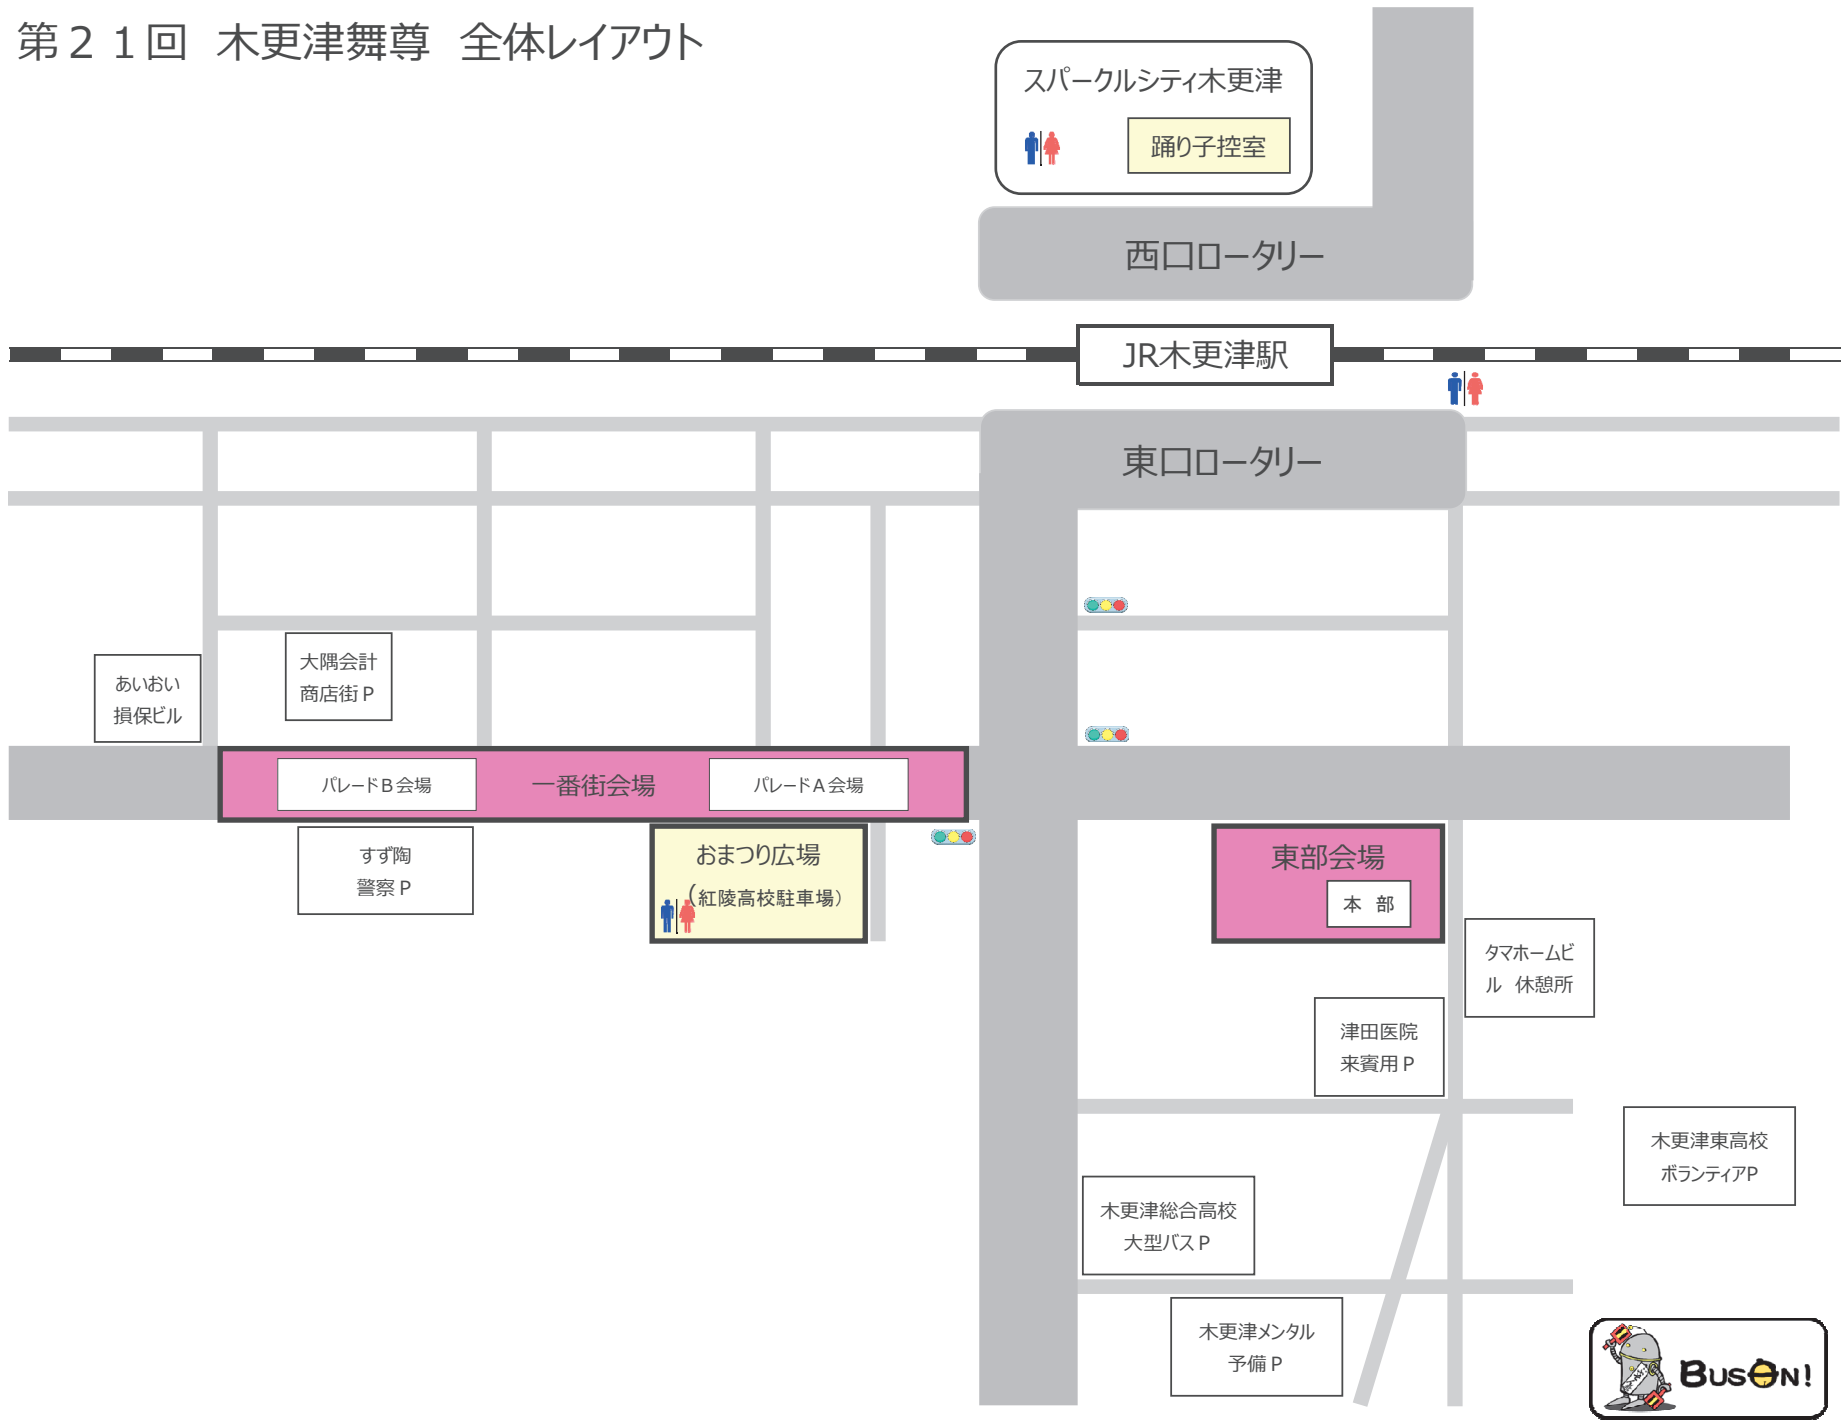 第２１回　木更津舞尊　全体レイアウト
スパークルシティ木更津
踊り子控室
西口ロータリー
JR木更津駅
東口ロータリー
大隅会計
商店街Ｐ
あいおい
損保ビル
パレードＢ会場
一番街会場
パレードＡ会場
すず陶
警察Ｐ
おまつり広場
（紅陵高校駐車場）
東部会場
本　部
タマホームビ
ル　休憩所
津田医院
来賓用Ｐ
木更津東高校
ボランティアP
木更津総合高校
大型バスＰ
木更津メンタル
予備Ｐ
BUSON!